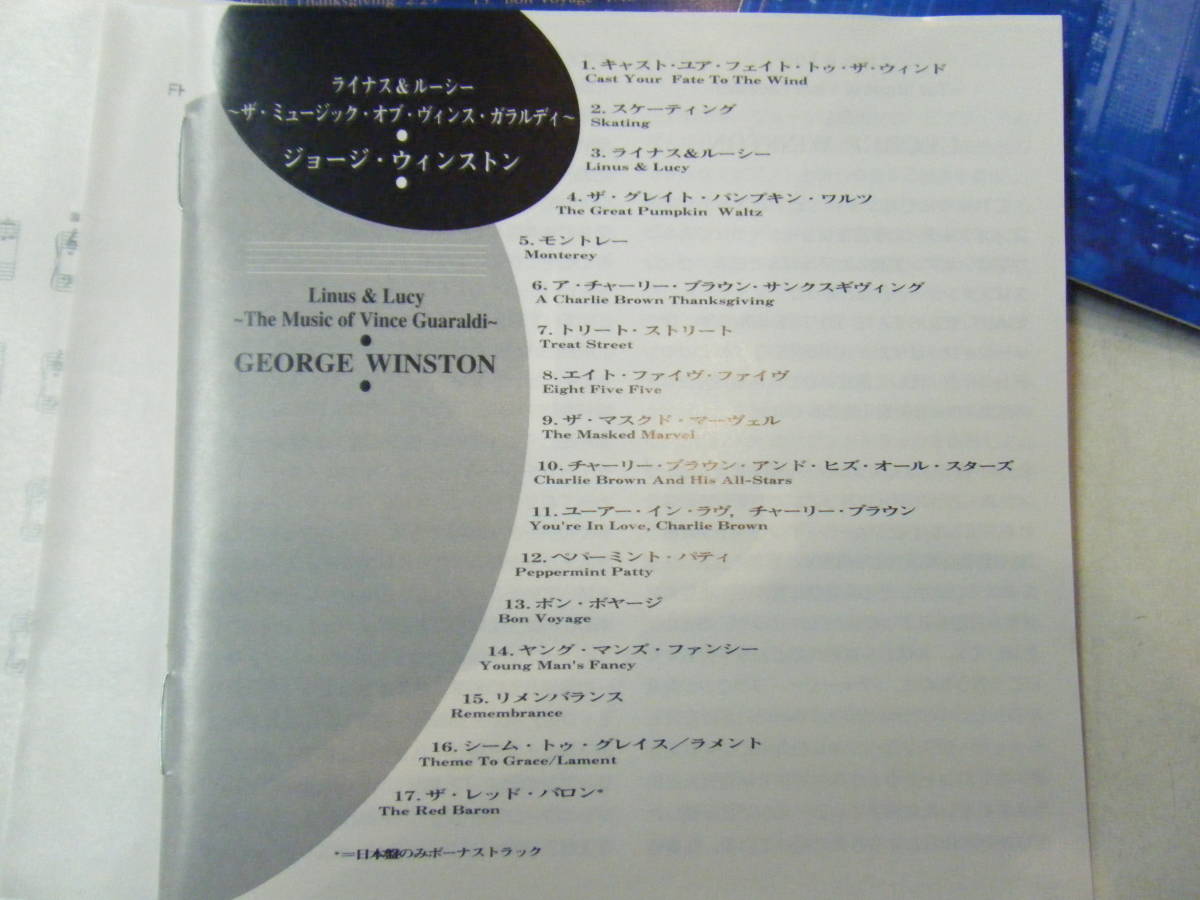 Thanksgiving 2:29
Bon Voyage
ライナス&ルーシー
~ザ・ミュージック・オブ・ヴィンス・ガラルディ~
●
ジョージ・ウィンストン
●
Linus & Lucy
~The Music of Vince Guaraldi~
●
GEORGE WINSTON
●
1. キャスト・ユア・フェイト・トゥ・ザ・ウィンド
Cast Your Fate To The Wind
2. スケーティング
Skating
3. ライナス&ルーシー
Linus & Lucy
4. ザ・グレイト・パンプキン・ワルツ
The Great Pumpkin Waltz
5. モントレー
Monterey
6. ア・チャーリー・ブラウン・サンクスギヴィング
A Charlie Brown Thanksgiving
7. トリート・ストリート
Treat Street
8. エイト・ファイヴ・ファイヴ
Eight Five Five
9. ザ・マスクド・マーヴェル
The Masked Marvel
10. チャーリー・ブラウン・アンド・ヒズ・オール・スターズ
Charlie Brown And His All-Stars
11. ユーアー・イン・ラヴ, チャーリー・ブラウン
You're In Love, Charlie Brown
12. ペパーミント・パティ
Peppermint Patty
13. ボン・ボヤージ
Bon Voyage
14. ヤング・マンズ・ファンシー
Young Man's Fancy
15. リメンバランス
Remembrance
16. シーム・トゥ・グレイス/ラメント
Theme To Grace/Lament
17. ザ・レッド・バロン*
The Red Baron
*=日本盤のみボーナストラック